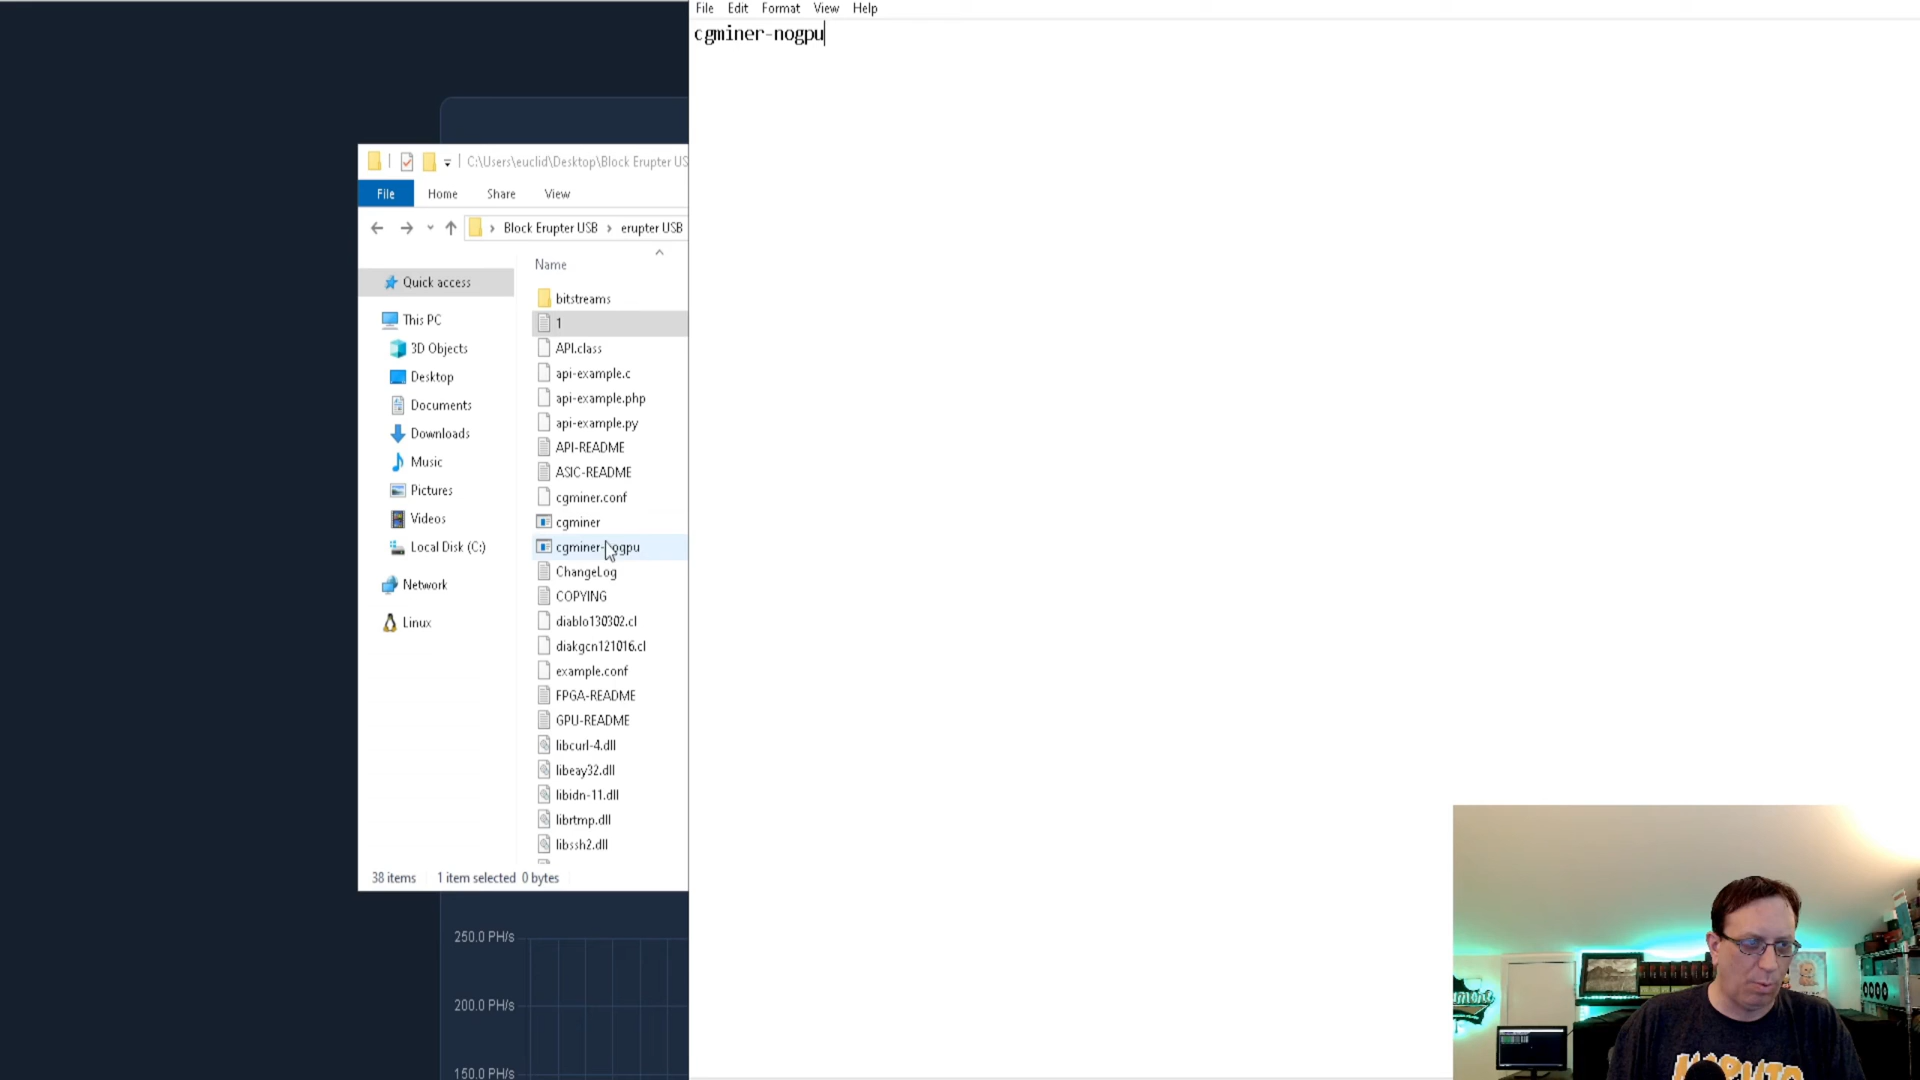 File Edit Format View Help
cgminer-nogpu
C:\Users\euclid\Desktop\Block Erupter US
File Home Share View
Block Erupter USB > erupter USB
Name
Quick access
This PC
3D Objects
Desktop
Documents
Downloads
Music
Pictures
Videos
Local Disk (C:)
Network
Linux
bitstreams
1
API.class
api-example.c
api-example.php
api-example.py
API-README
ASIC-README
cgminer.conf
cgminer
cgminer-nogpu
ChangeLog
COPYING
diablo130302.cl
diakgcn121016.cl
example.conf
FPGA-README
GPU-README
libcurl-4.dll
libeay32.dll
libidn-11.dll
librtmp.dll
libssh2.dll
38 items 1 item selected 0 bytes
250.0 PH/s
200.0 PH/s
150.0 PH/s